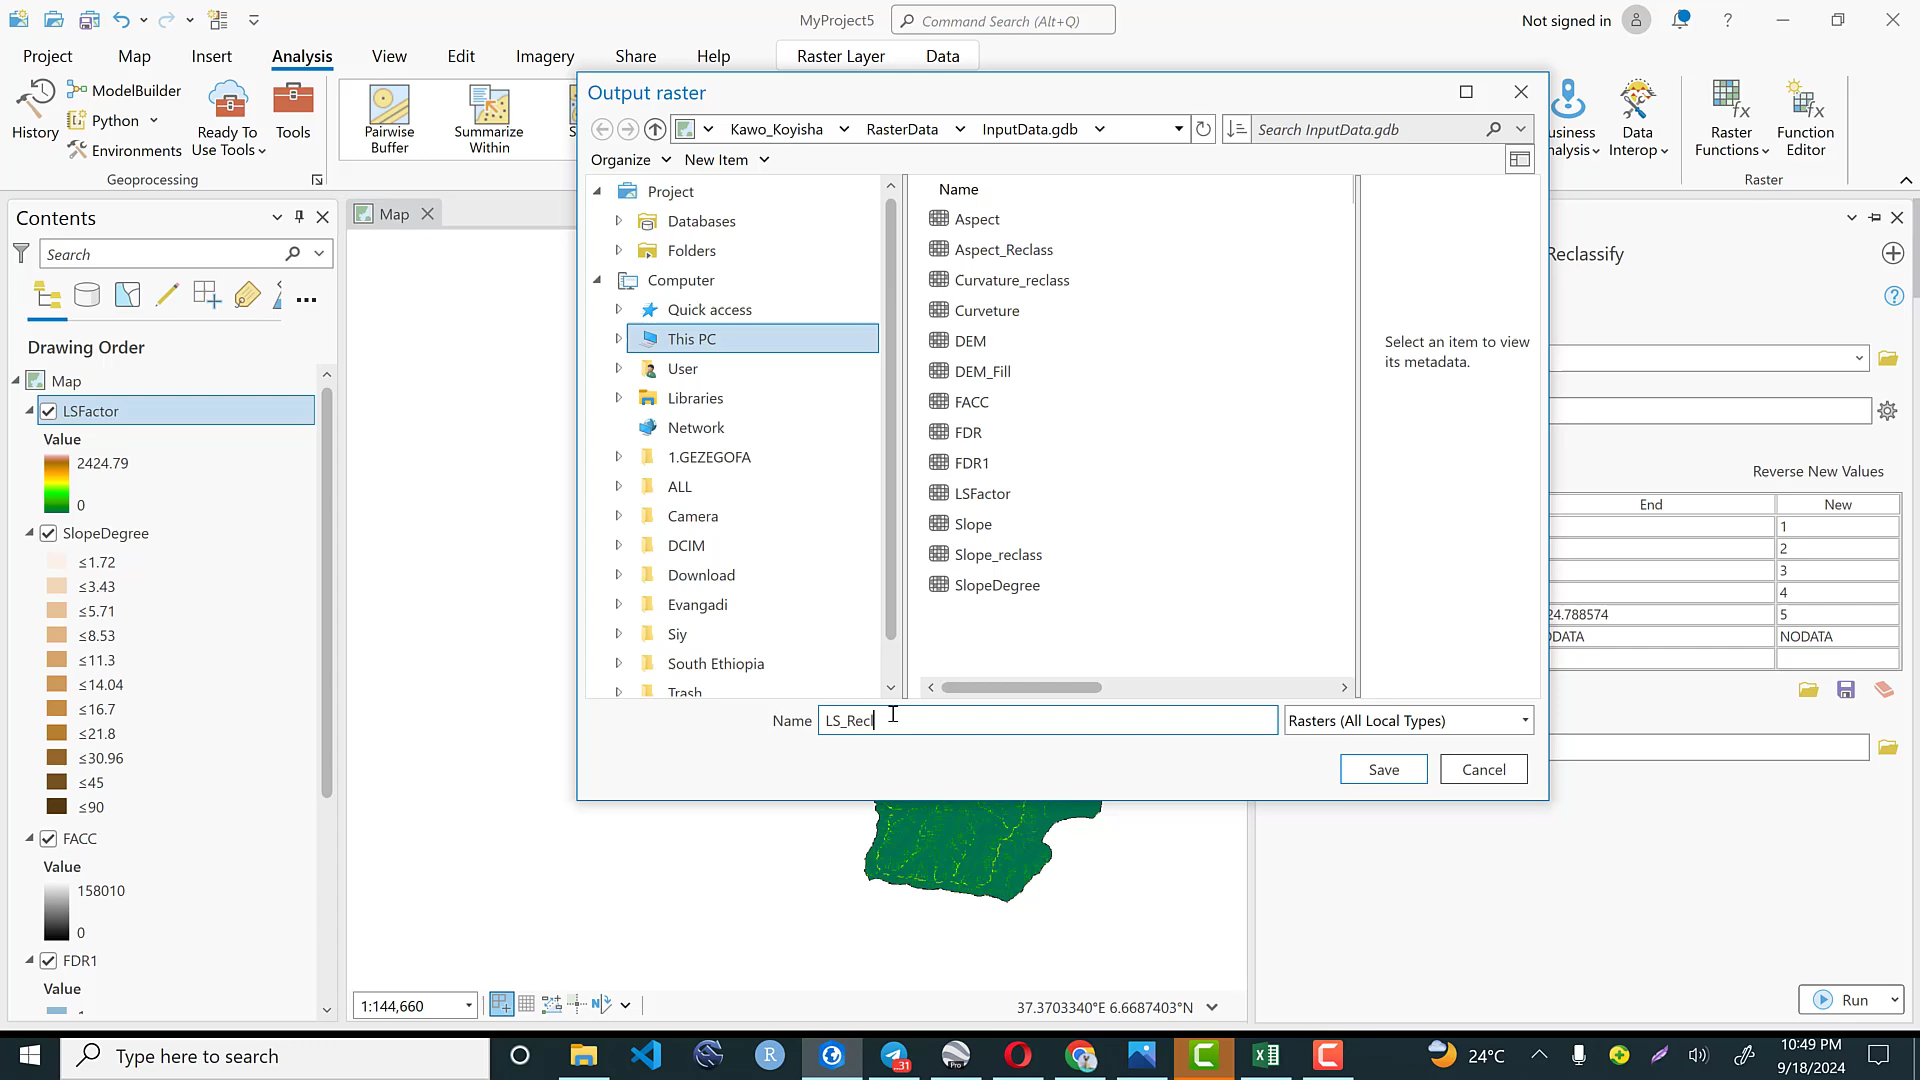 MyProject5
Command Search (Alt+Q)
Not signed in
Project Map Insert Analysis View Edit Imagery Share Help Raster Layer Data
History
ModelBuilder
Python
Environments
Ready To Use Tools
Tools
Geoprocessing
Pairwise Buffer
Summarize Within
Data Interop
Raster Functions
Function Editor
Raster
Contents
Search
Drawing Order
Map
LSFactor
Value
2424.79
0
SlopeDegree
≤1.72
≤3.43
≤5.71
≤8.53
≤11.3
≤14.04
≤16.7
≤21.8
≤30.96
≤45
≤90
FACC
Value
158010
0
FDR1
Value
Map
Output raster
Kawo_Koyisha RasterData InputData.gdb
Search InputData.gdb
Organize New Item
Project
Databases
Folders
Computer
Quick access
This PC
User
Libraries
Network
1.GEZEGOFA
ALL
Camera
DCIM
Download
Evangadi
Siy
South Ethiopia
Trash
Name
Aspect
Aspect_Reclass
Curvature_reclass
Curveture
DEM
DEM_Fill
FACC
FDR
FDR1
LSFactor
Slope
Slope_reclass
SlopeDegree
Select an item to view
its metadata.
Name LS_Recl
Rasters (All Local Types)
Save Cancel
Reclassify
Reverse New Values
End New
1
2
3
4
24.788574 5
DATA NODATA
Run
1:144,660
37.3703340°E 6.6687403°N
Type here to search
31
Pro
24°C
10:49 PM
9/18/2024